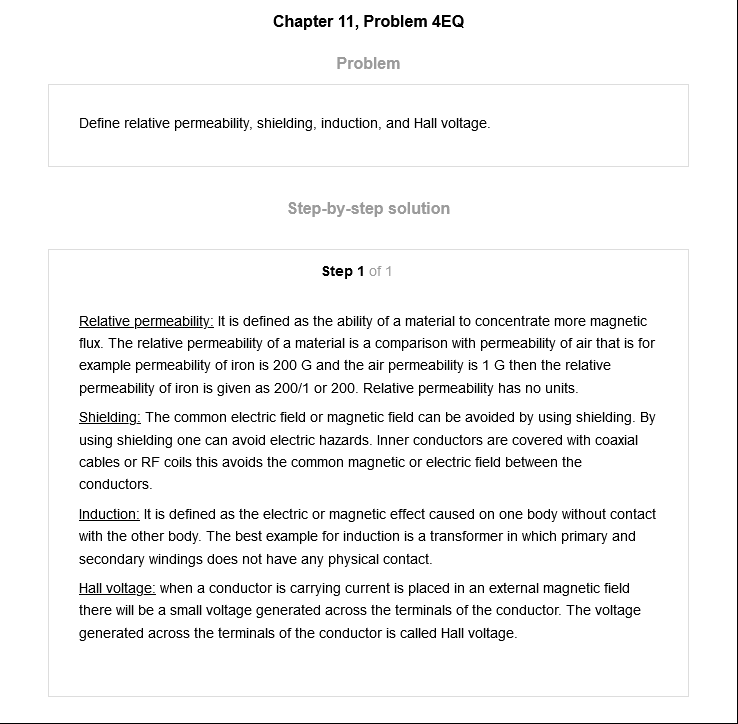 Chapter 11, Problem 4EQ
Problem
Define relative permeability, shielding, induction, and Hall voltage.
Step-by-step solution
Step 1 of 1
Relative permeability: It is defined as the ability of a material to concentrate more magnetic
flux. The relative permeability of a material is a comparison with permeability of air that is for
example permeability of iron is 200 G and the air permeability is 1 G then the relative
permeability of iron is given as 200/1 or 200. Relative permeability has no units.
Shielding: The common electric field or magnetic field can be avoided by using shielding. By
using shielding one can avoid electric hazards. Inner conductors are covered with coaxial
cables or RF coils this avoids the common magnetic or electric field between the
conductors.
Induction: It is defined as the electric or magnetic effect caused on one body without contact
with the other body. The best example for induction is a transformer in which primary and
secondary windings does not have any physical contact.
Hall voltage: when a conductor is carrying current is placed in an external magnetic field
there will be a small voltage generated across the terminals of the conductor. The voltage
generated across the terminals of the conductor is called Hall voltage.